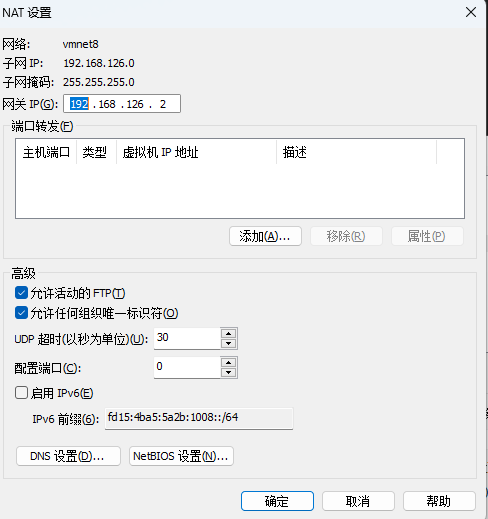 NAT 设置
网络: vmnet8
子网 IP: 192.168.126.0
子网掩码: 255.255.255.0
网关 IP(G): 192 . 168 . 126 . 2
端口转发(F)
主机端口 类型 虚拟机 IP 地址 描述
添加(A)... 移除(R) 属性(P)
高级
允许活动的 FTP(T)
允许任何组织唯一标识符(O)
UDP 超时(以秒为单位)(U): 30
配置端口(C): 0
启用 IPv6(E)
IPv6 前缀(6): fd15:4ba5:5a2b:1008::/64
DNS 设置(D)... NetBIOS 设置(N)...
确定 取消 帮助